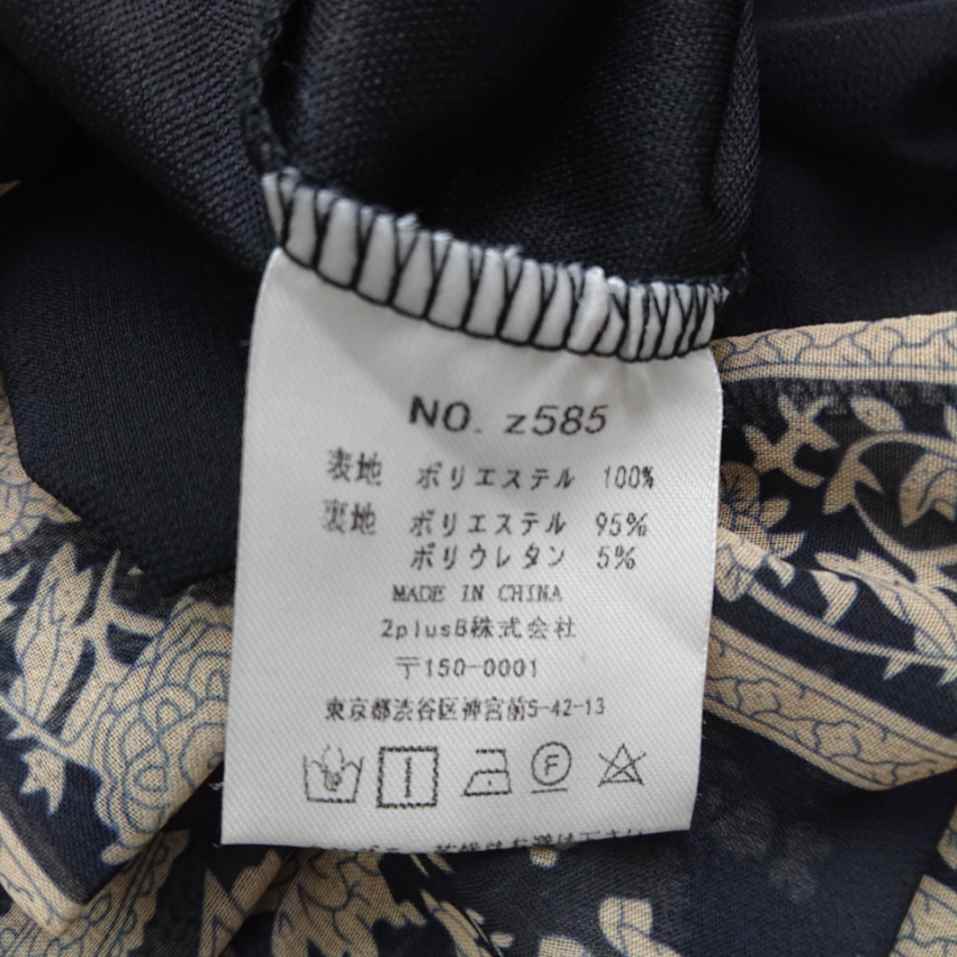 NO. z585
表地 ポリエステル 100%
裏地 ポリエステル 95%
ポリウレタン 5%
MADE IN CHINA
2plusB株式会社
〒150-0001
東京都渋谷区神宮前5-42-13
F